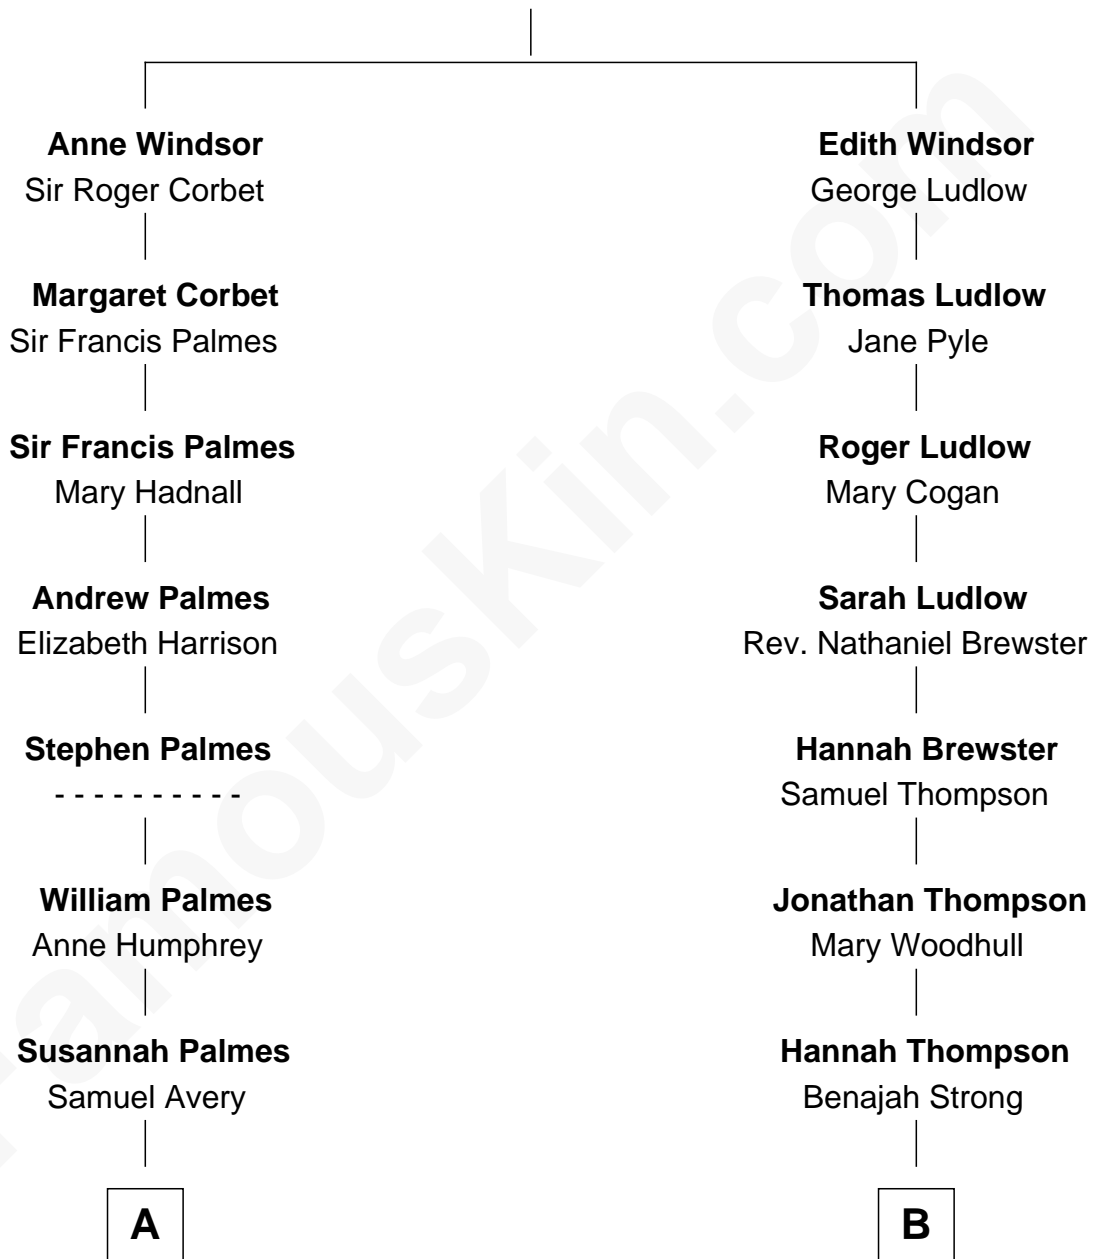 Anne Windsor
Sir Roger Corbet
Margaret Corbet
Sir Francis Palmes
Sir Francis Palmes
Mary Hadnall
Andrew Palmes
Elizabeth Harrison
Stephen Palmes
- - - - - - - - - -
William Palmes
Anne Humphrey
Susannah Palmes
Samuel Avery
A
Edith Windsor
George Ludlow
Thomas Ludlow
Jane Pyle
Roger Ludlow
Mary Cogan
Sarah Ludlow
Rev. Nathaniel Brewster
Hannah Brewster
Samuel Thompson
Jonathan Thompson
Mary Woodhull
Hannah Thompson
Benajah Strong
B
FamousKin.com